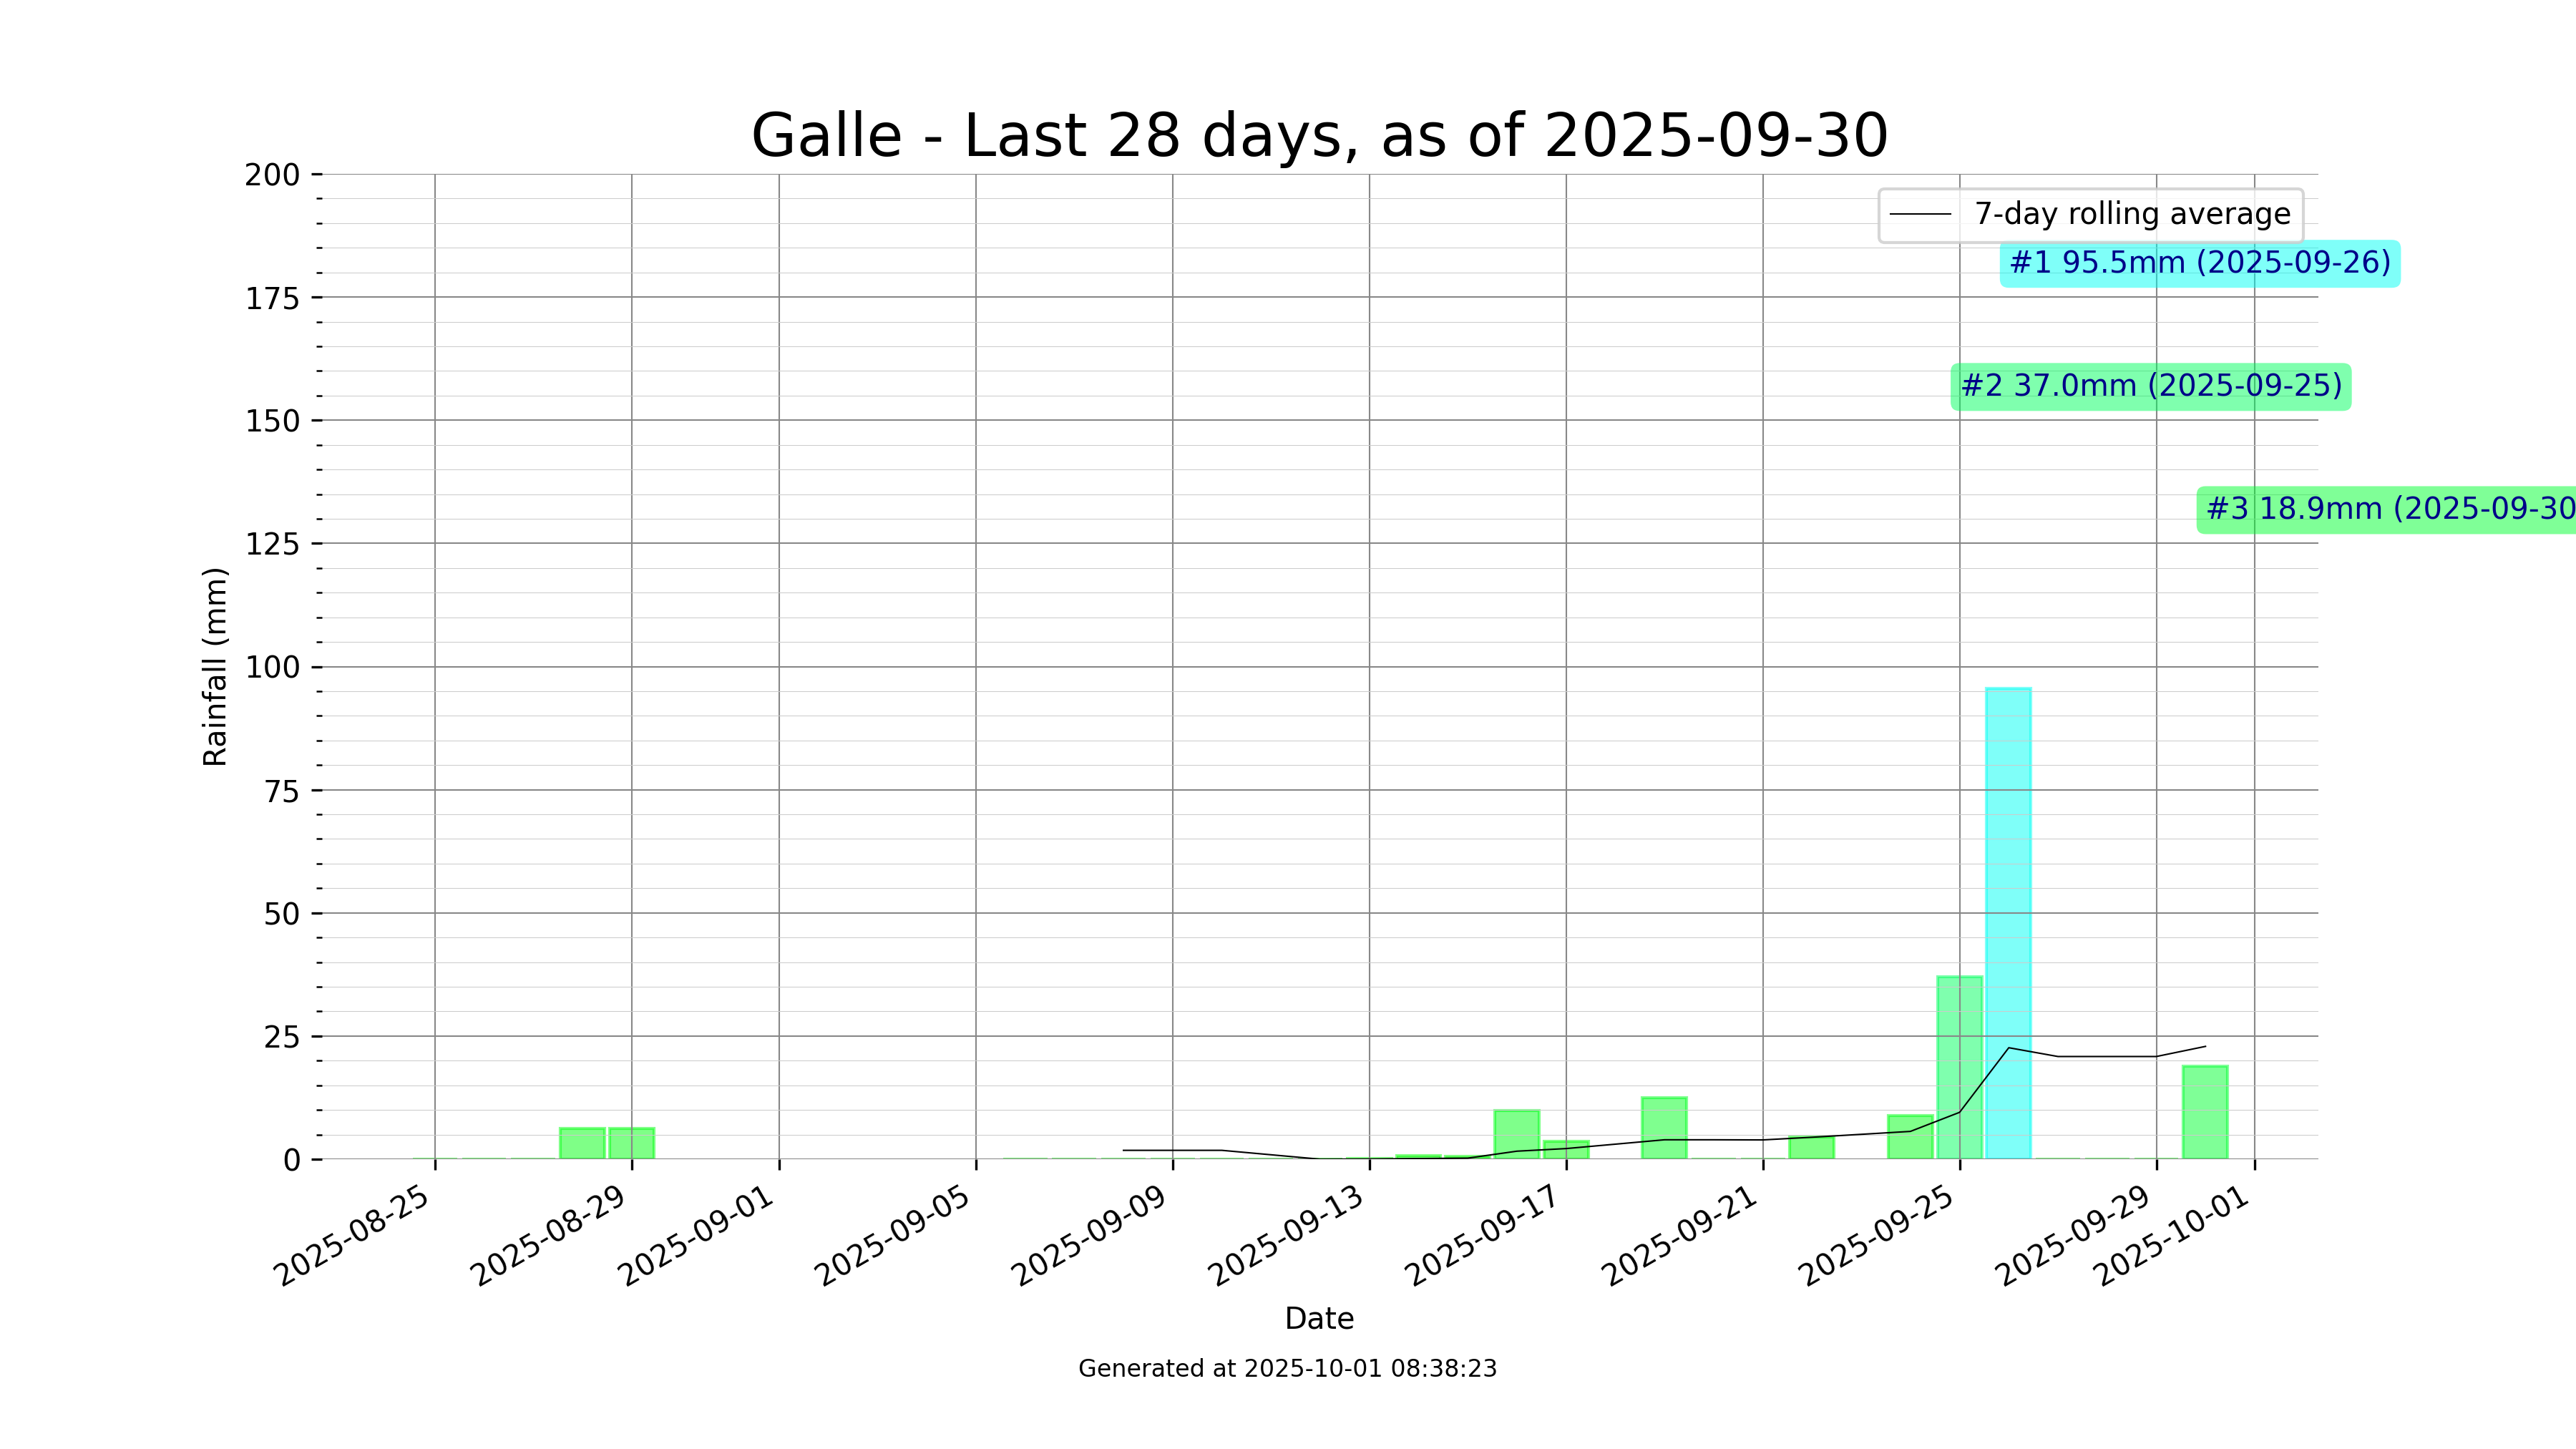 Galle - Last 28 days, as of 2025-09-30
200
175
150
125
100
75
50
25
0
Rainfall (mm)
7-day rolling average
#1 95.5mm (2025-09-26)
#2 37.0mm (2025-09-25)
#3 18.9mm (2025-09-30
2025-08-25
2025-08-29
2025-09-01
2025-09-05
2025-09-09
2025-09-13
2025-09-17
2025-09-21
2025-09-25
2025-09-29
2025-10-01
Date
Generated at 2025-10-01 08:38:23